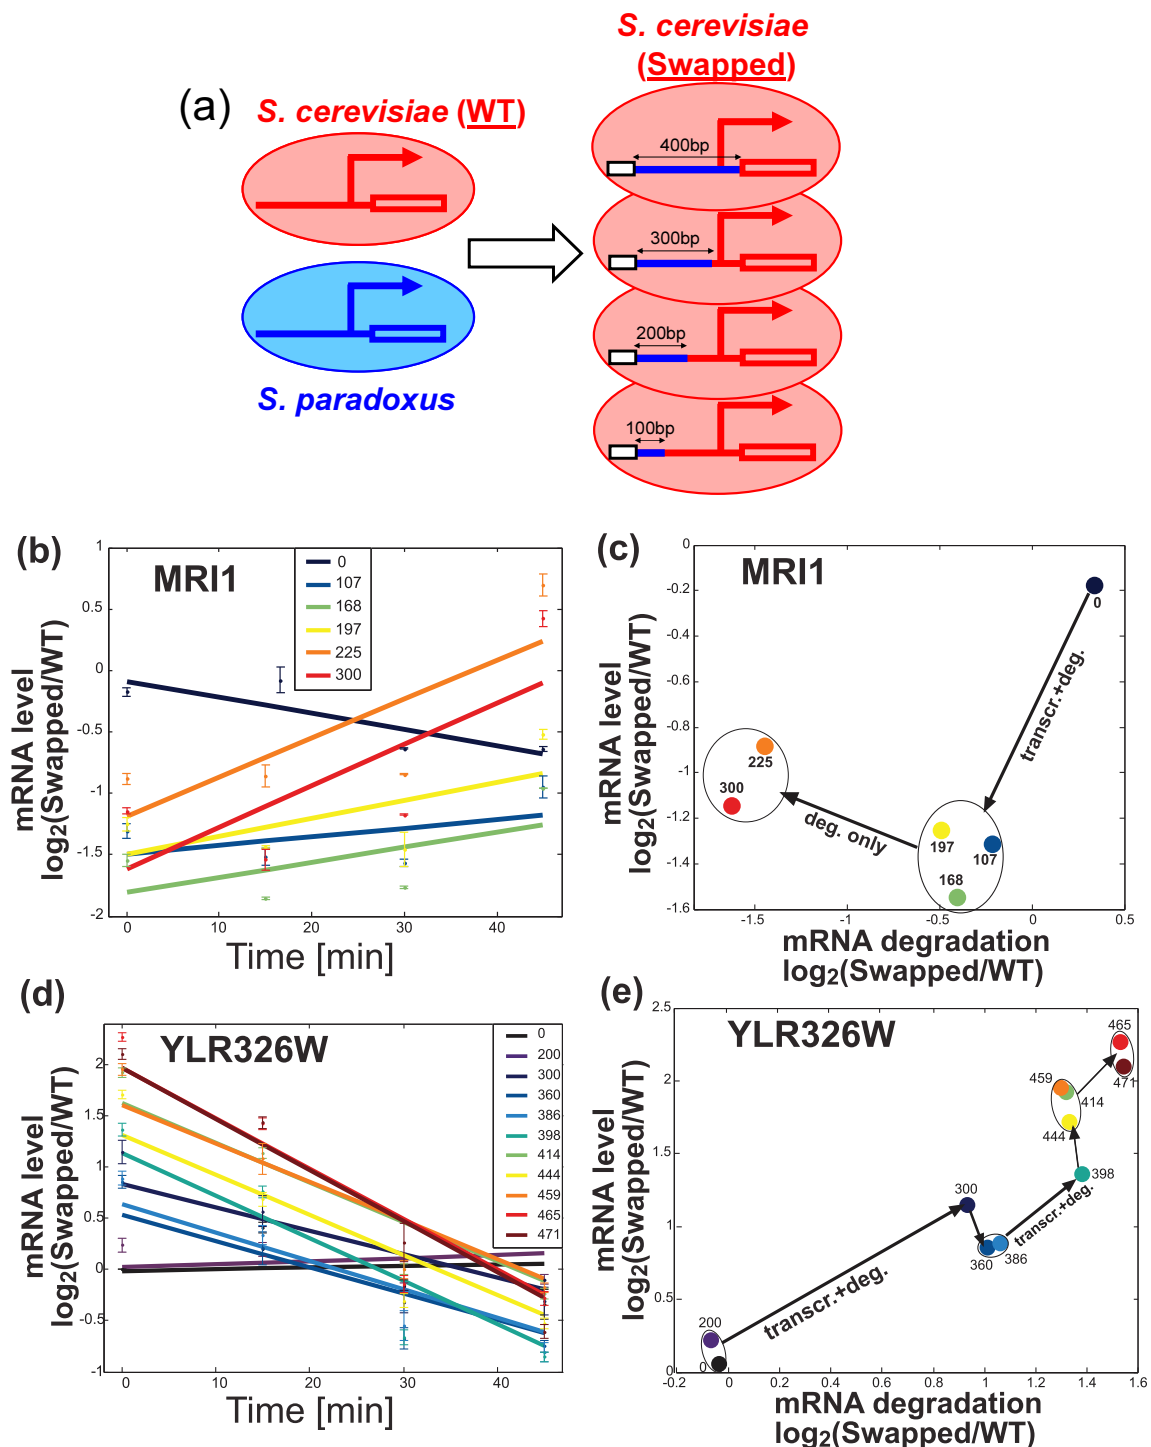 (a)
S. cerevisiae (WT)
S. paradoxus
S. cerevisiae
(Swapped)
400bp
300bp
200bp
100bp
(b)
MRI1
mRNA level
log2(Swapped/WT)
1
0.5
0
-0.5
-1
-1.5
-2
0
107
168
197
225
300
0 10 20 30 40
Time [min]
(c)
MRI1
mRNA level
log2(Swapped/WT)
0
-0.2
-0.4
-0.6
-0.8
-1
-1.2
-1.4
-1.6
0
transcr.+deg.
225
300
deg. only
197
107
168
-1.5 -1 -0.5 0 0.5
mRNA degradation
log2(Swapped/WT)
(d)
YLR326W
mRNA level
log2(Swapped/WT)
2
1.5
1
0.5
0
-0.5
-1
0
200
300
360
386
398
414
444
459
465
471
0 10 20 30 40
Time [min]
(e)
YLR326W
mRNA level
log2(Swapped/WT)
2.5
2
1.5
1
0.5
0
465
471
459
414
444
398
transcr.+deg.
300
360
386
transcr.+deg.
200
0
-0.2 0 0.2 0.4 0.6 0.8 1 1.2 1.4 1.6
mRNA degradation
log2(Swapped/WT)